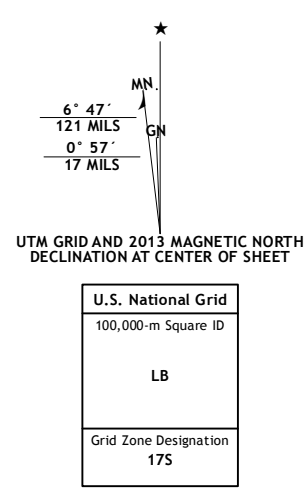 ★
MN
6° 47´
121 MILS
GN
0° 57´
17 MILS
UTM GRID AND 2013 MAGNETIC NORTH
DECLINATION AT CENTER OF SHEET
U.S. National Grid
100,000-m Square ID
LB
Grid Zone Designation
17S